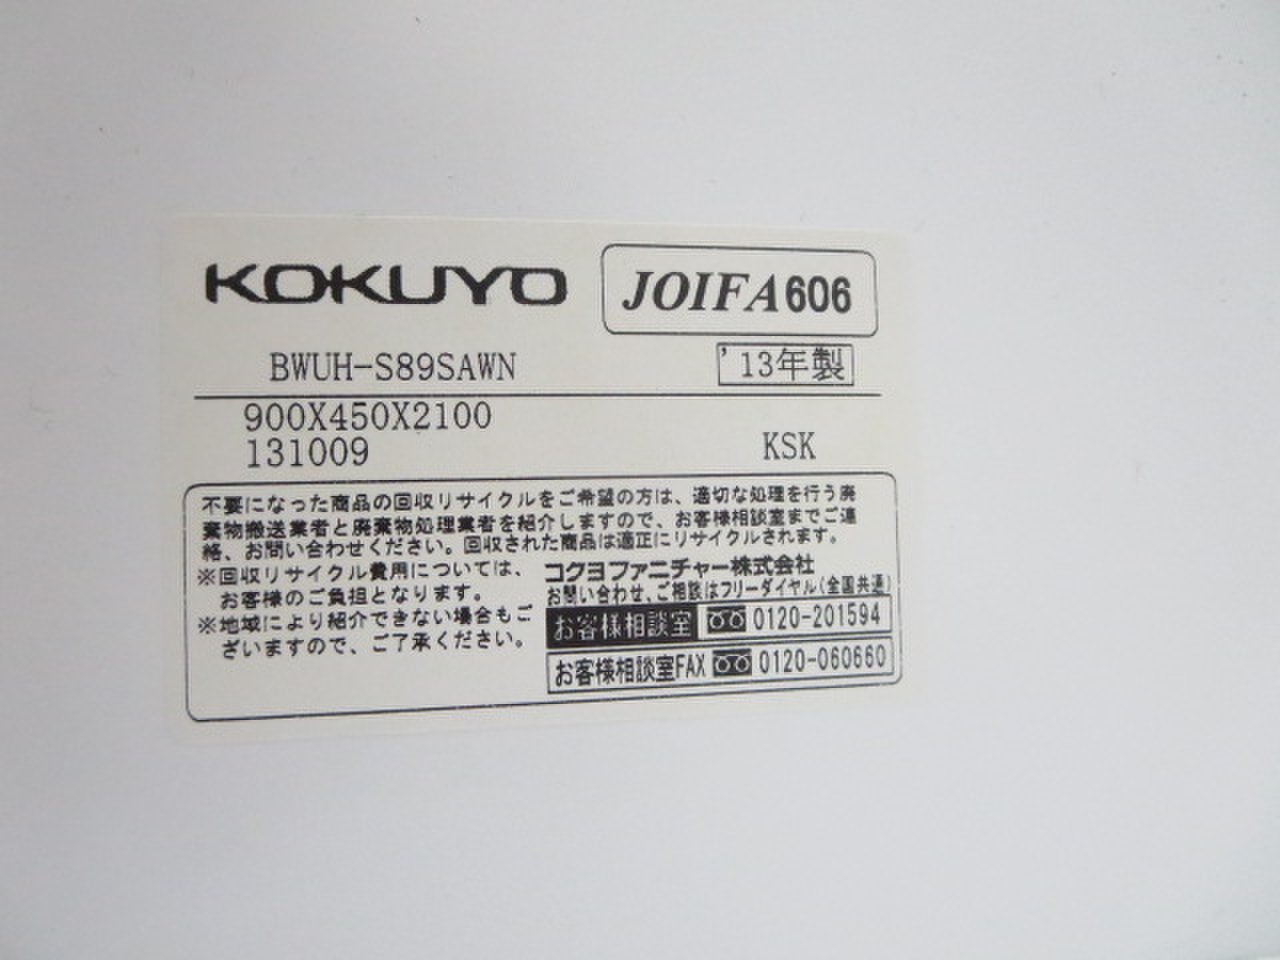 KOKUYO
JOIFA606
BWUH-S89SAWN
'13年製
900X450X2100
131009
KSK
不要になった商品の回収リサイクルをご希望の方は、適切な処理を行う廃
棄物搬送業者と廃棄物処理業者を紹介しますので、お客様相談室までご連
絡、お問い合わせください。回収された商品は適正にリサイクルされます。
※回収リサイクル費用については、
お客様のご負担となります。
※地域により紹介できない場合もご
ざいますので、ご了承ください。
コクヨファニチャー株式会社
お問い合わせ、ご相談はフリーダイヤル(全国共通)
お客様相談室 0120-201594
お客様相談室FAX 0120-060660